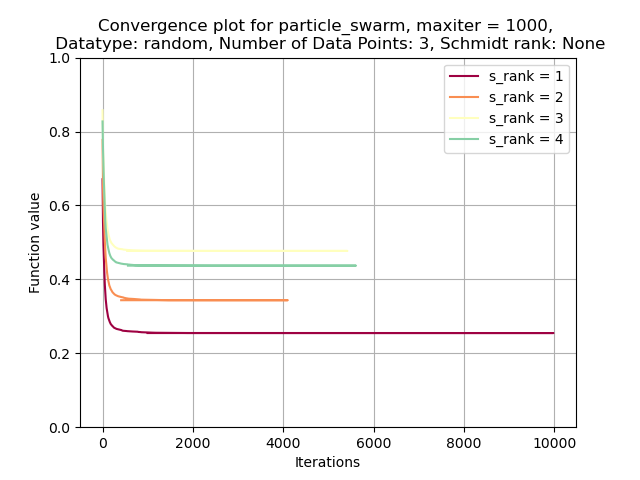 Convergence plot for particle_swarm, maxiter = 1000,
Datatype: random, Number of Data Points: 3, Schmidt rank: None
1.0
0.8
0.6
0.4
0.2
0.0
Function value
s_rank = 1
s_rank = 2
s_rank = 3
s_rank = 4
0 2000 4000 6000 8000 10000
Iterations